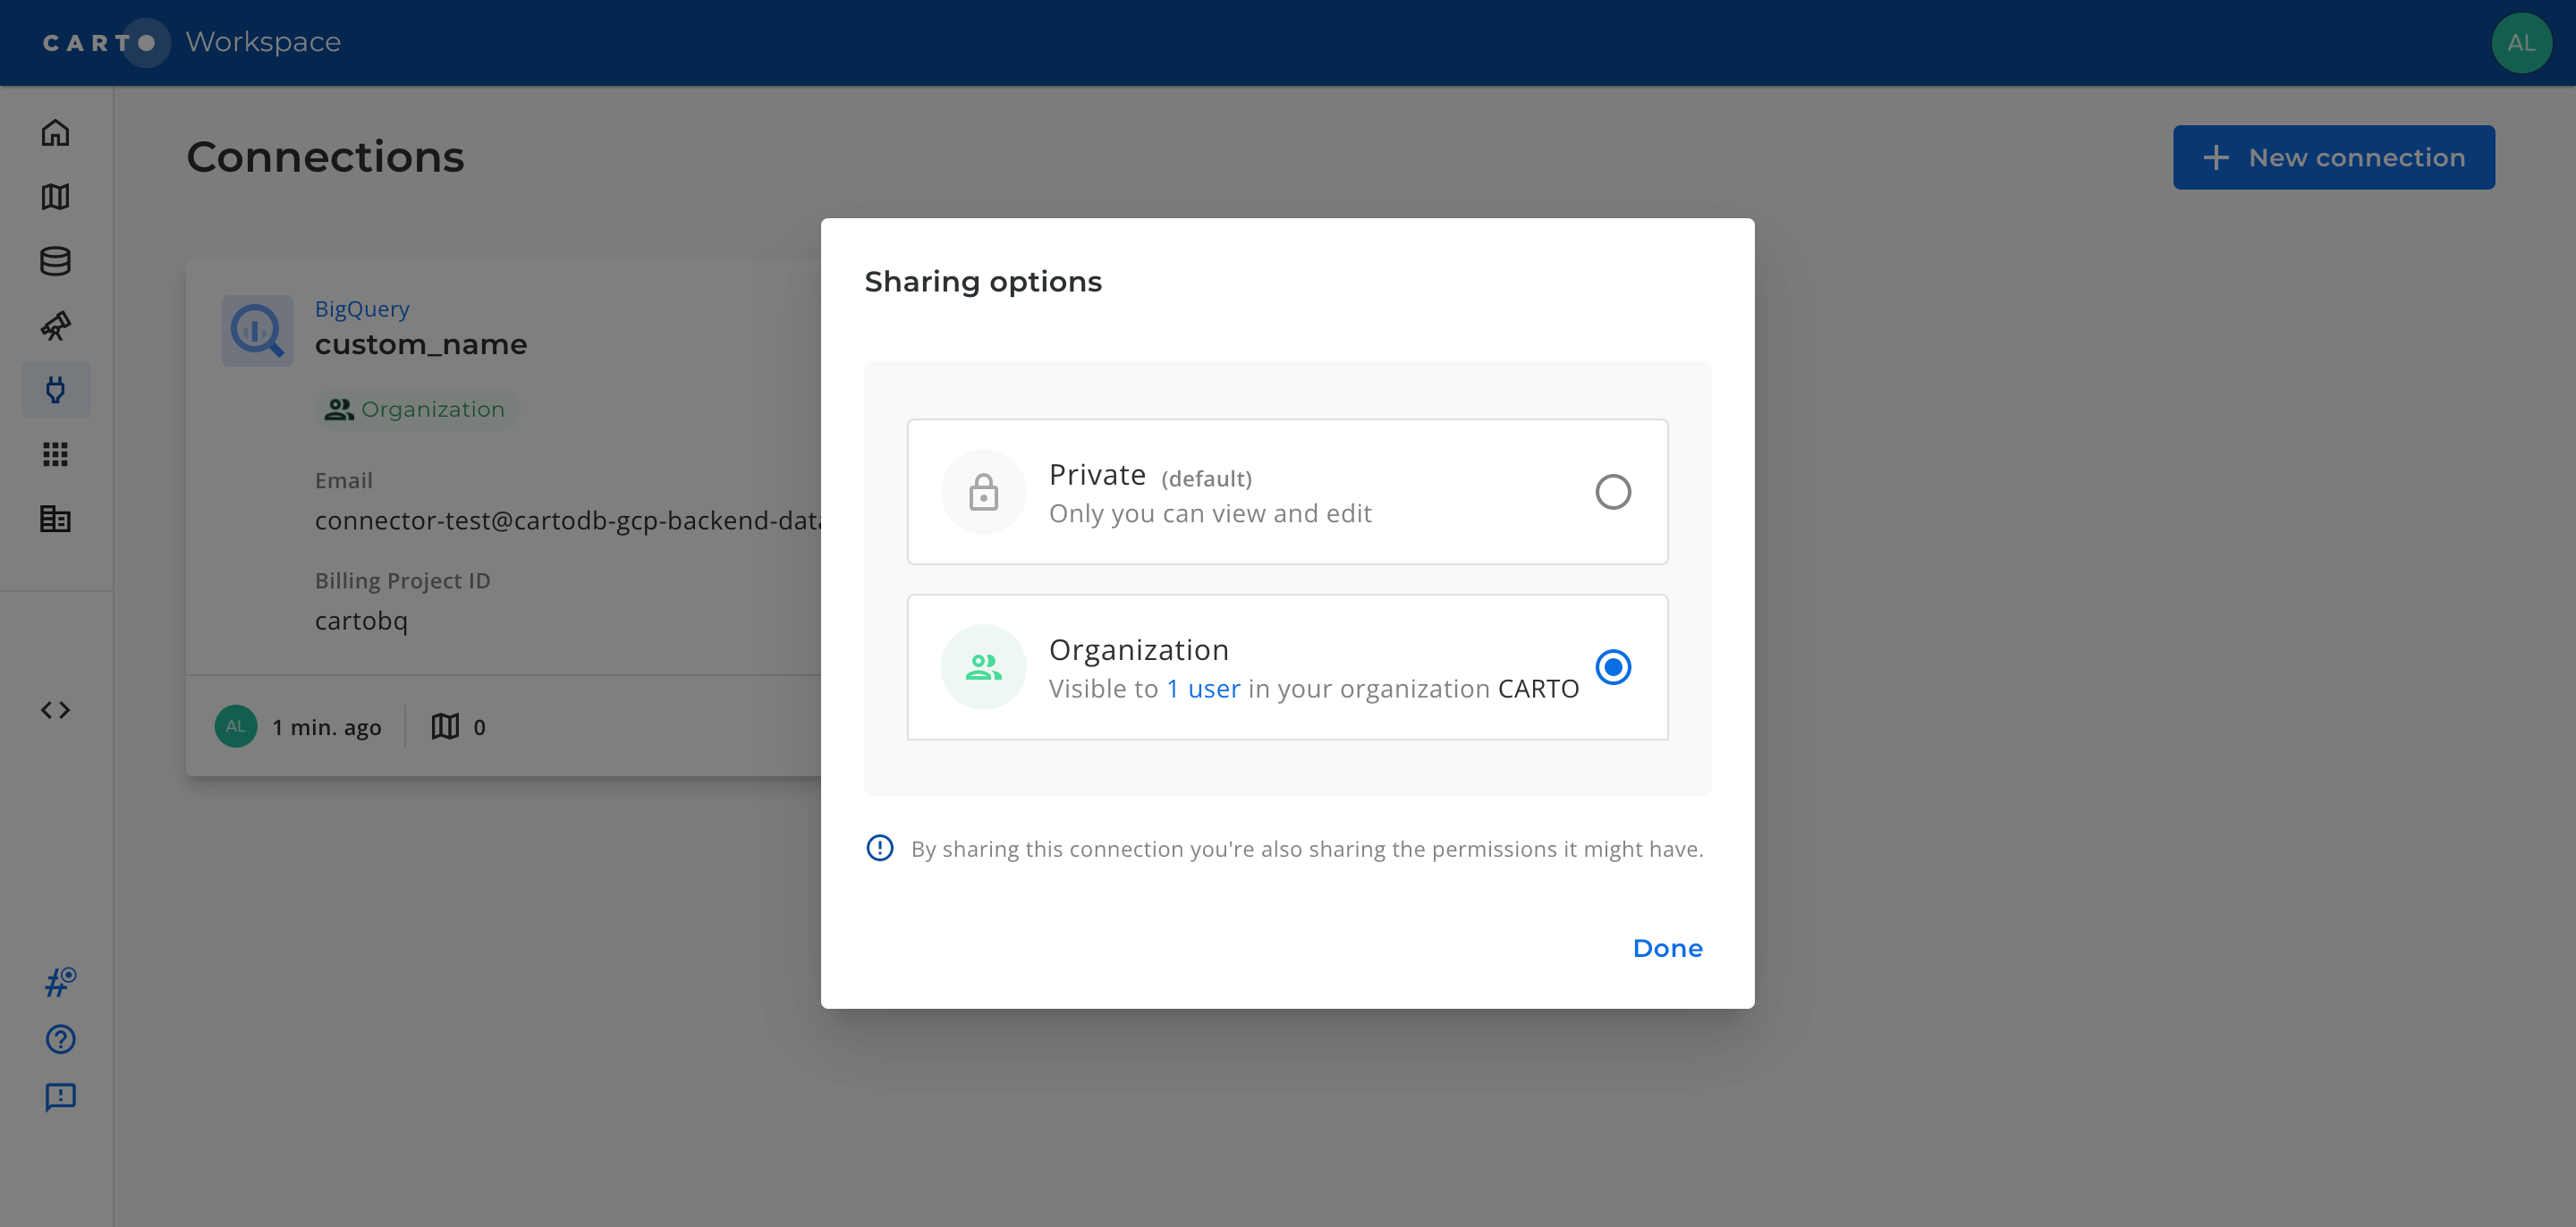 CARTO Workspace
AL
Connections
New connection
BigQuery
custom_name
Organization
Email
connector-test@cartodb-gcp-backend-data
Billing Project ID
cartobq
AL 1 min. ago 0
Sharing options
Private (default)
Only you can view and edit
Organization
Visible to 1 user in your organization CARTO
By sharing this connection you're also sharing the permissions it might have.
Done